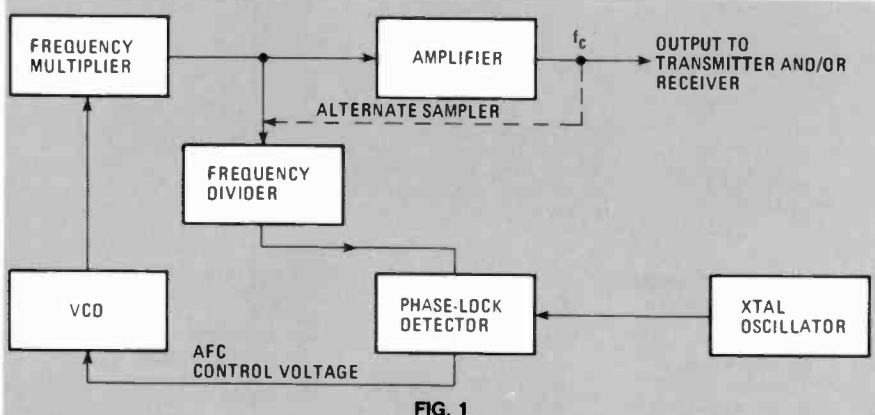 FREQUENCY
MULTIPLIER
AMPLIFIER
fc
OUTPUT TO
TRANSMITTER AND/OR
RECEIVER
ALTERNATE SAMPLER
FREQUENCY
DIVIDER
VCO
PHASE-LOCK
DETECTOR
XTAL
OSCILLATOR
AFC
CONTROL VOLTAGE
FIG. 1